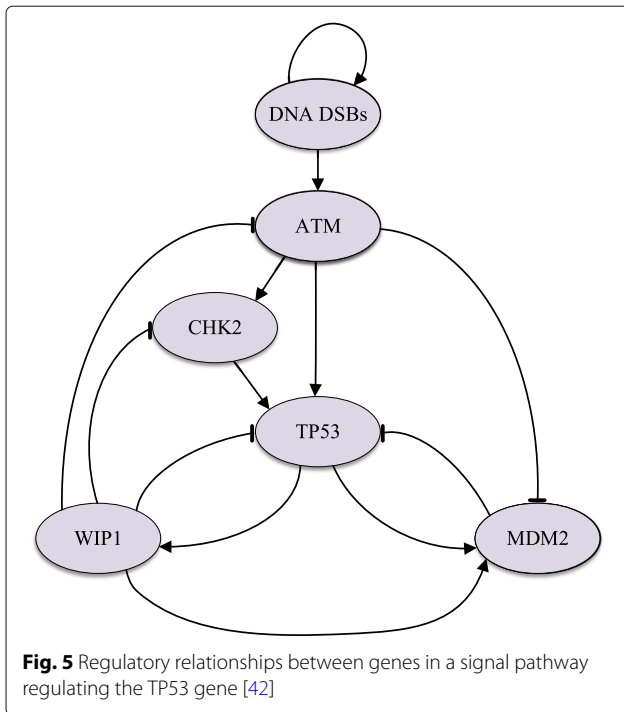 DNA DSBs
ATM
CHK2
TP53
WIP1
MDM2
Fig. 5 Regulatory relationships between genes in a signal pathway
regulating the TP53 gene [42]